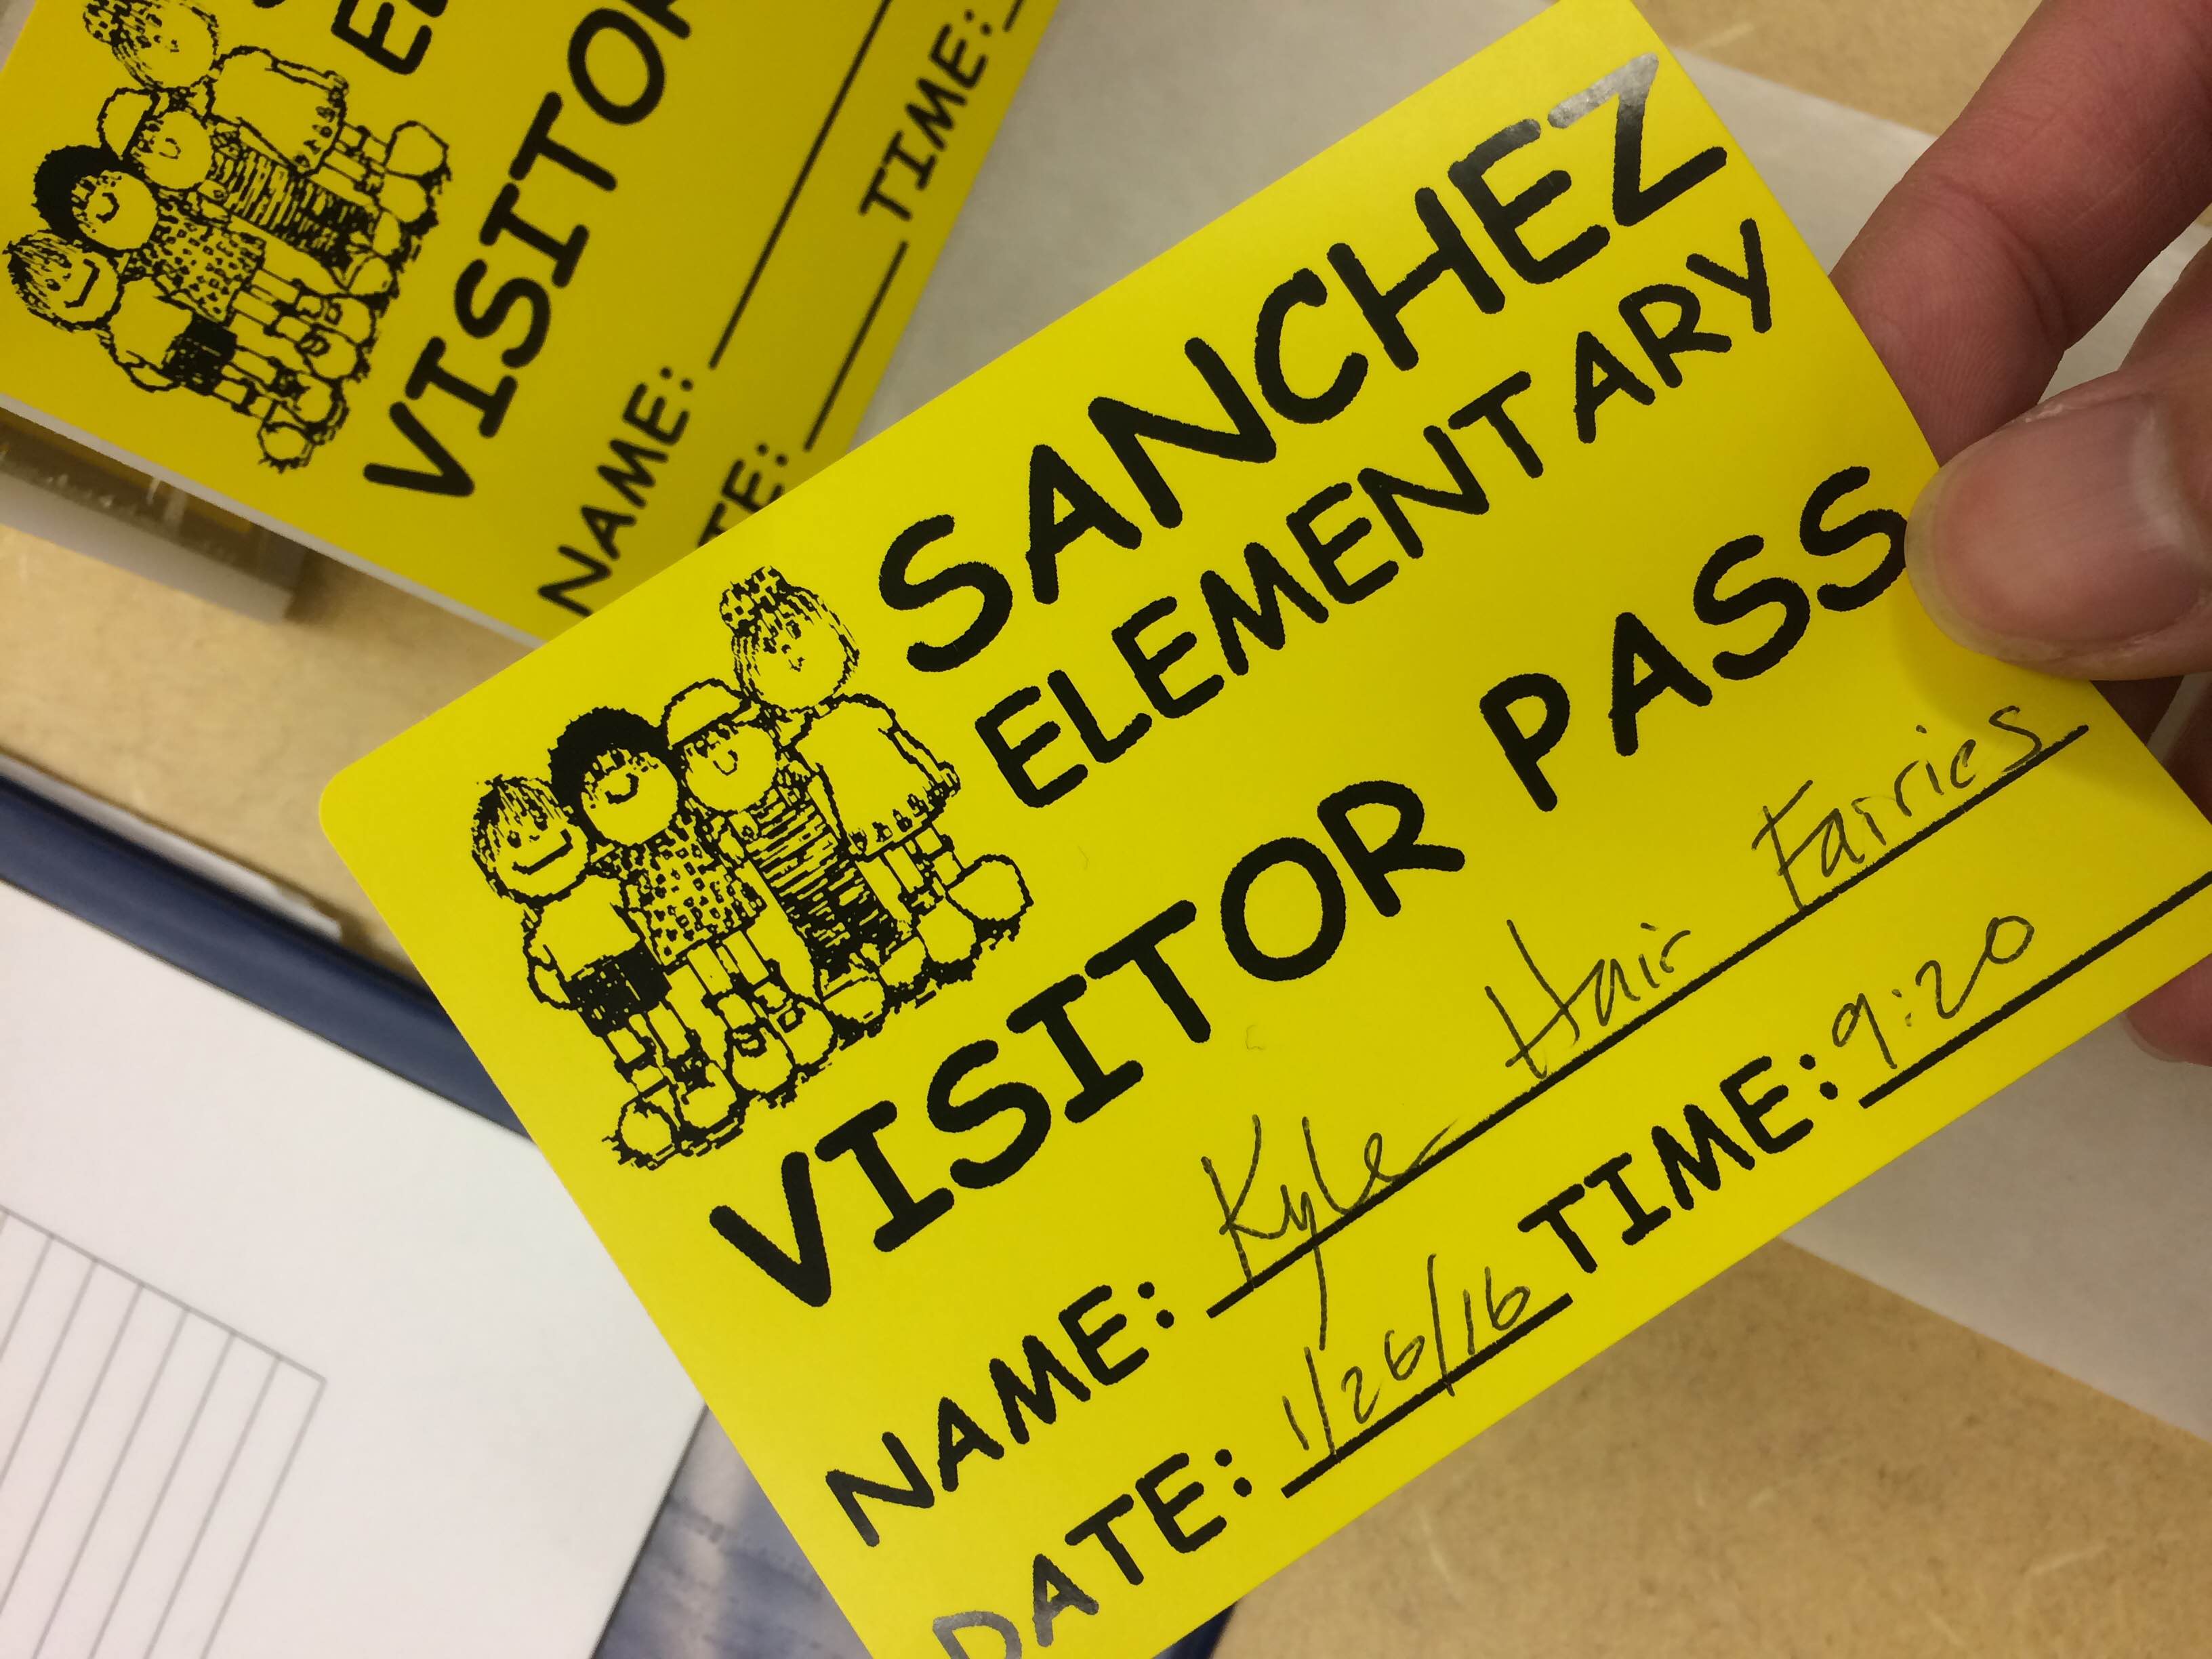 SANCHEZ
ELEMENTARY
VISITOR PASS
NAME: Kyle Hair Fairies
DATE: 1/26/16 TIME: 9:20
VISITOR
NAME:
TIME: